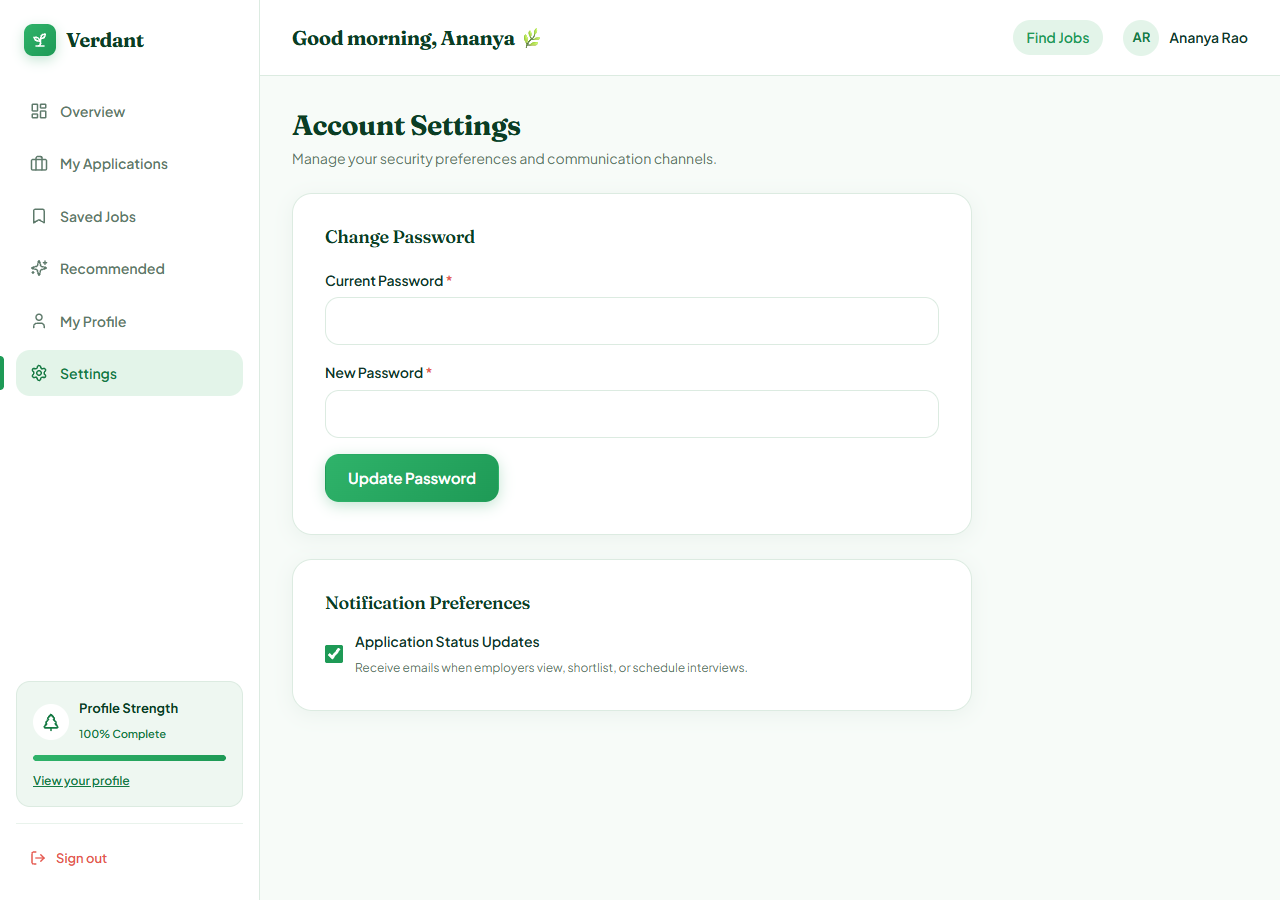 Verdant
Overview
My Applications
Saved Jobs
Recommended
My Profile
Settings
Profile Strength
100% Complete
View your profile
Sign out
Good morning, Ananya 🌿
Find Jobs
AR
Ananya Rao
Account Settings
Manage your security preferences and communication channels.
Change Password
Current Password *
New Password *
Update Password
Notification Preferences
Application Status Updates
Receive emails when employers view, shortlist, or schedule interviews.